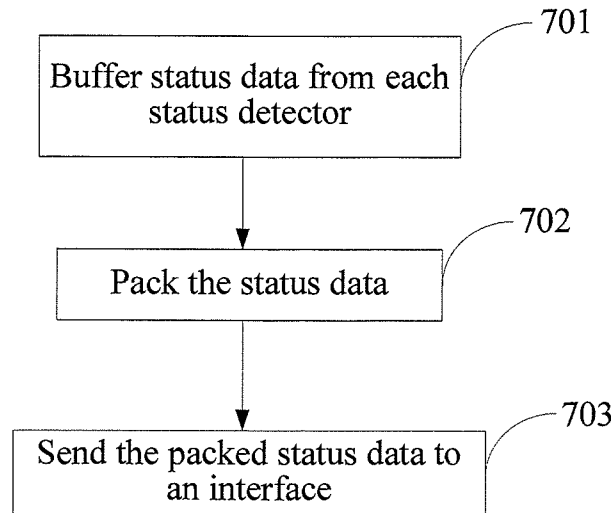 701
Buffer status data from each
status detector
702
Pack the status data
703
Send the packed status data to
an interface